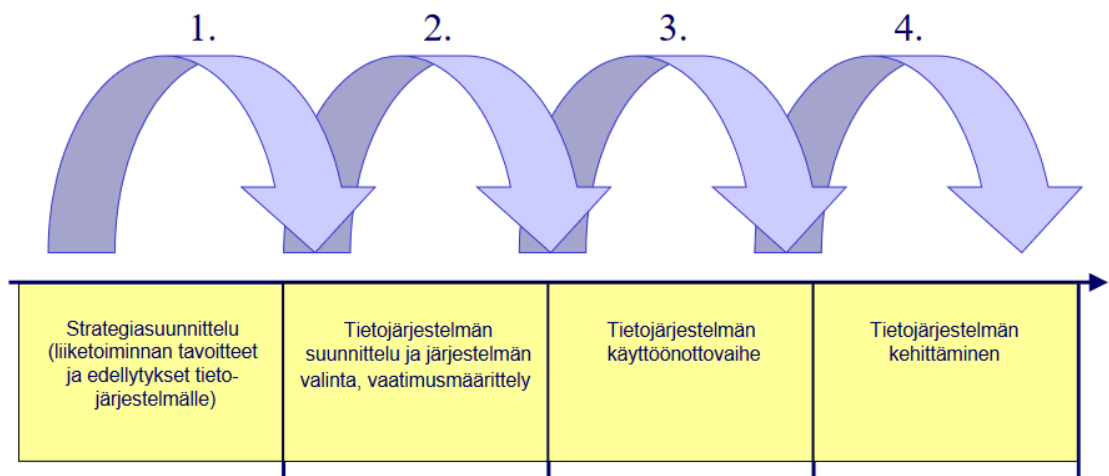 1.
2.
3.
4.
Strategiasuunnittelu
(liiketoiminnan tavoitteet
ja edellytykset tieto-
järjestelmälle)
Tietojärjestelmän
suunnittelu ja järjestelmän
valinta, vaatimusmäärittely
Tietojärjestelmän
käyttöönottovaihe
Tietojärjestelmän
kehittäminen